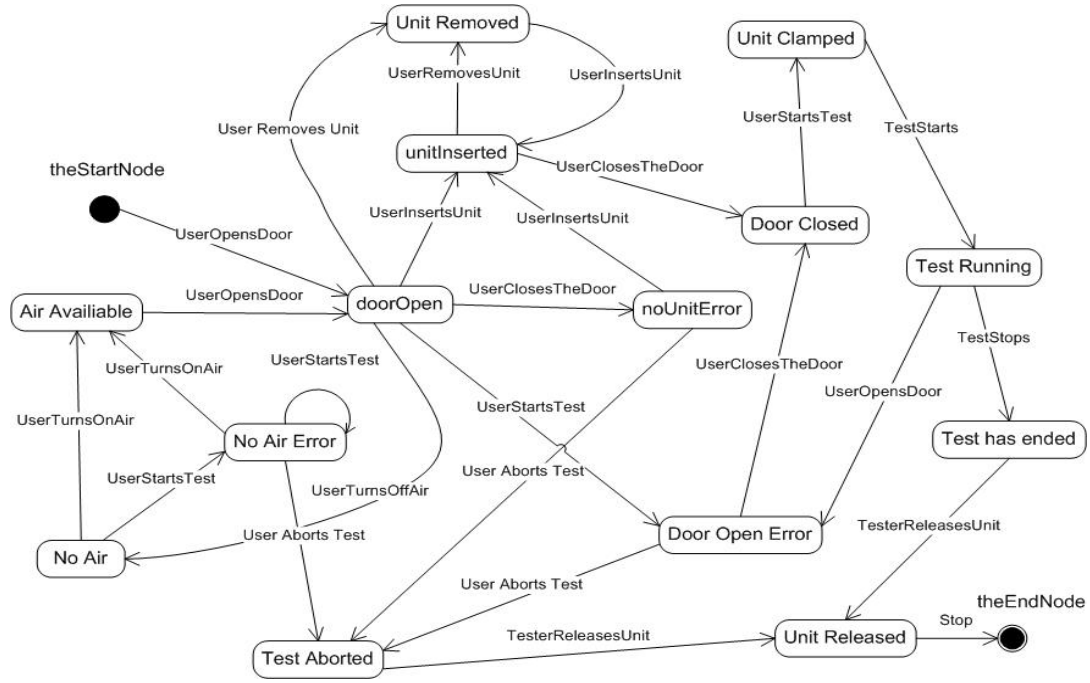 Unit Removed
Unit Clamped
UserRemovesUnit
UserInsertsUnit
User Removes Unit
UserStartsTest
TestStarts
unitInserted
theStartNode
UserClosesTheDoor
UserInsertsUnit
UserInsertsUnit
Door Closed
UserOpensDoor
Test Running
UserOpensDoor
UserClosesTheDoor
Air Availiable
doorOpen
noUnitError
TestStops
UserStartsTest
UserTurnsOnAir
UserClosesTheDoor
UserOpensDoor
UserStartsTest
UserTurnsOnAir
No Air Error
Test has ended
UserStartsTest
User Aborts Test
UserTurnsOffAir
TesterReleasesUnit
User Aborts Test
Door Open Error
No Air
User Aborts Test
theEndNode
TesterReleasesUnit
Stop
Unit Released
Test Aborted